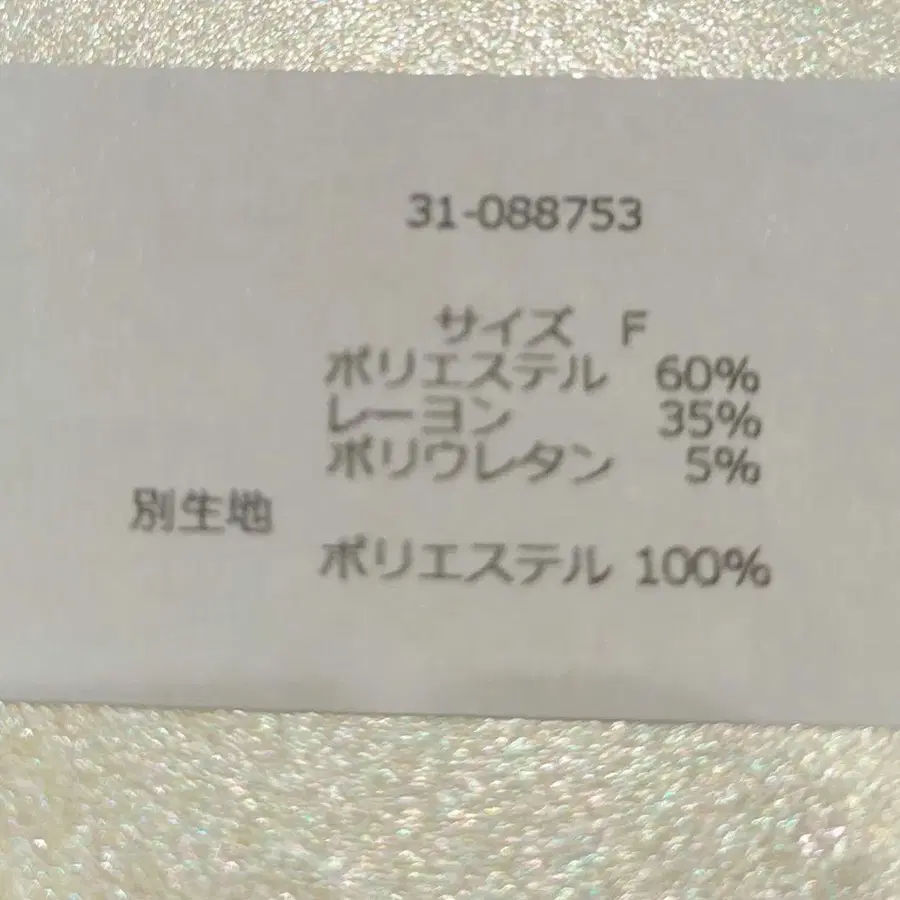 31-088753
サイズ F
ポリエステル 60%
レーヨン 35%
ポリウレタン 5%
別生地
ポリエステル 100%